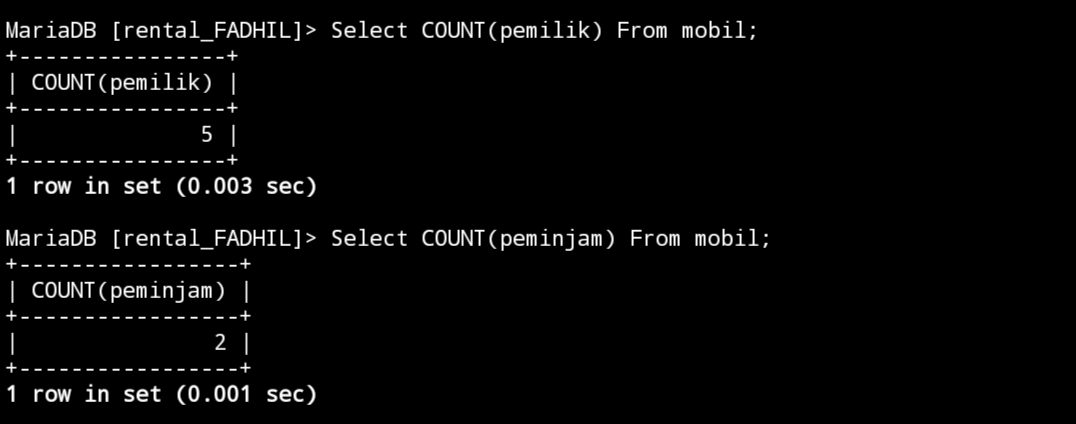 MariaDB [rental_FADHIL]> Select COUNT(pemilik) From mobil;
+----------------+
| COUNT(pemilik) |
+----------------+
|              5 |
+----------------+
1 row in set (0.003 sec)

MariaDB [rental_FADHIL]> Select COUNT(peminjam) From mobil;
+-----------------+
| COUNT(peminjam) |
+-----------------+
|               2 |
+-----------------+
1 row in set (0.001 sec)